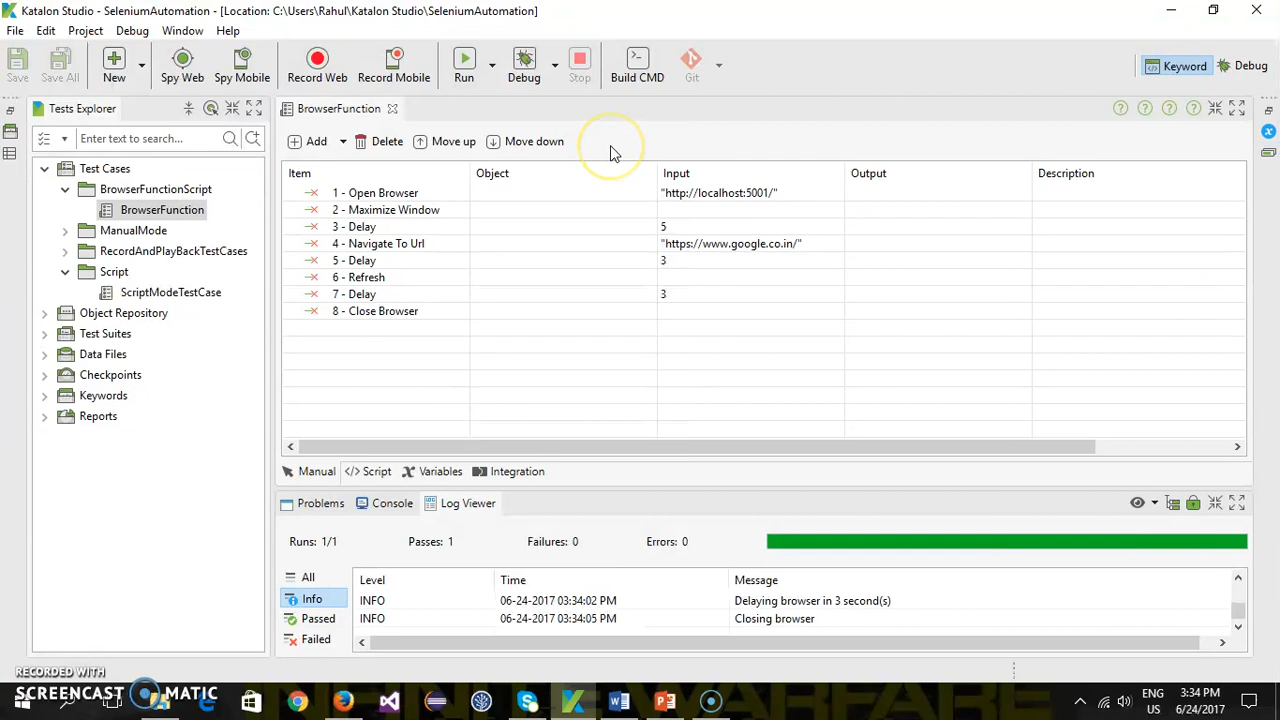 Katalon Studio - SeleniumAutomation - [Location: C:\Users\Rahul\Katalon Studio\SeleniumAutomation]
File Edit Project Debug Window Help
Save Save All New Spy Web Spy Mobile Record Web Record Mobile Run Debug Stop Build CMD Git Keyword Debug
Tests Explorer
BrowserFunction
Enter text to search...
Add Delete Move up Move down
Item Object Input Output Description
1 - Open Browser "http://localhost:5001/"
2 - Maximize Window
3 - Delay 5
4 - Navigate To Url "https://www.google.co.in/"
5 - Delay 3
6 - Refresh
7 - Delay 3
8 - Close Browser
Test Cases
BrowserFunctionScript
BrowserFunction
ManualMode
RecordAndPlayBackTestCases
Script
ScriptModeTestCase
Object Repository
Test Suites
Data Files
Checkpoints
Keywords
Reports
Manual </> Script Variables Integration
Problems Console Log Viewer
Runs: 1/1 Passes: 1 Failures: 0 Errors: 0
All
Info
Passed
Failed
Level Time Message
INFO 06-24-2017 03:34:02 PM Delaying browser in 3 second(s)
INFO 06-24-2017 03:34:05 PM Closing browser
RECORDED WITH
SCREENCAST MATIC
ENG 3:34 PM
US 6/24/2017